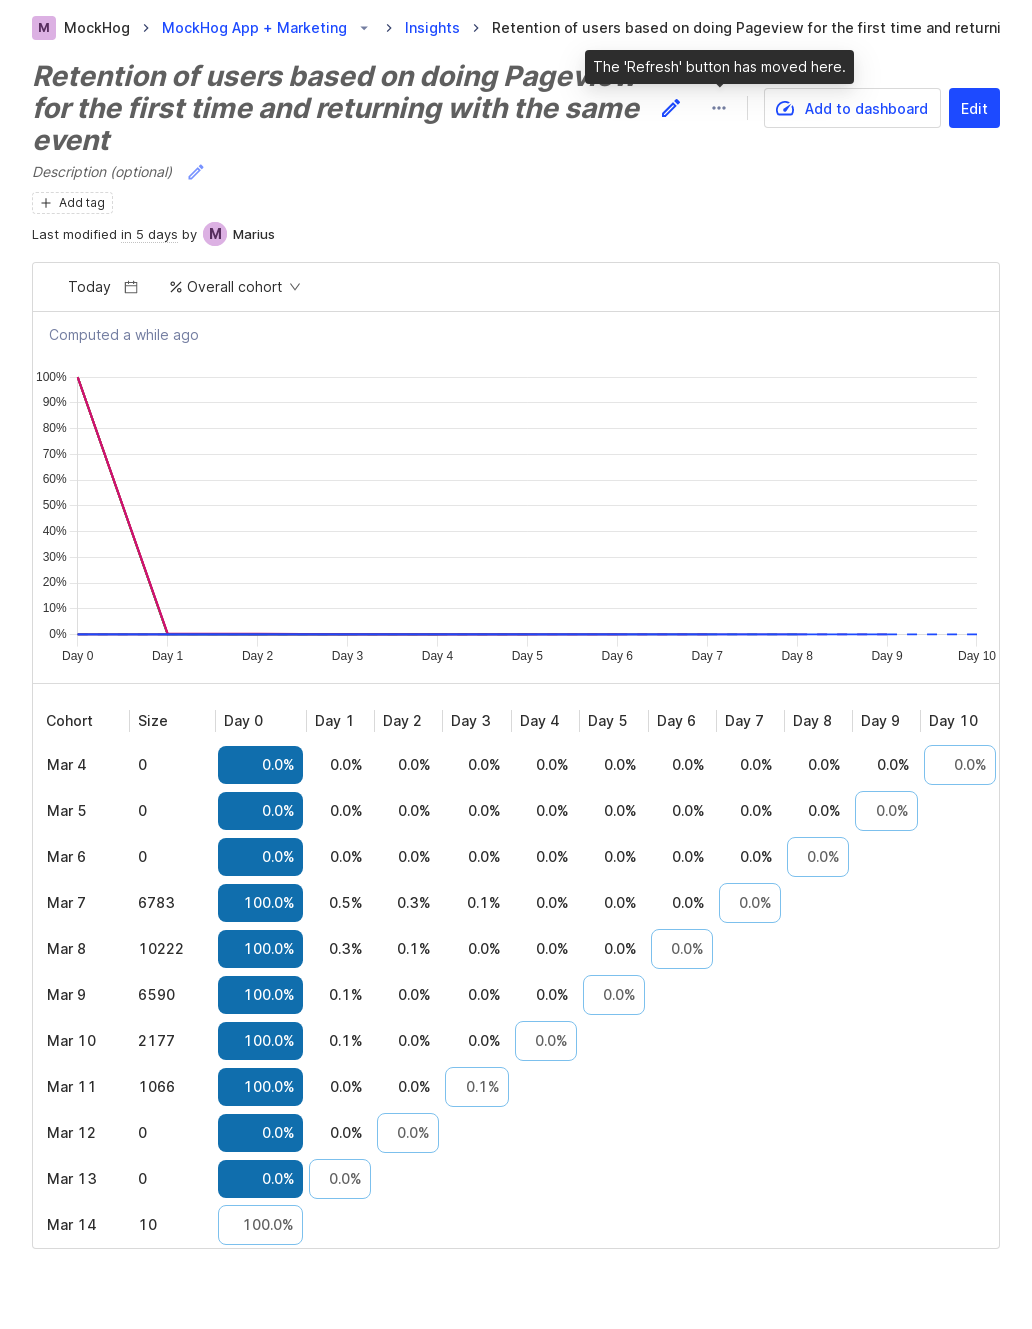 M MockHog MockHog App + Marketing Insights Retention of users based on doing Pageview for the first time and returni
The 'Refresh' button has moved here.
Retention of users based on doing Pageview
for the first time and returning with the same
event
Add to dashboard Edit
Description (optional)
Add tag
Last modified in 5 days by M Marius
Today % Overall cohort
Computed a while ago
100%
90%
80%
70%
60%
50%
40%
30%
20%
10%
0%
Day 0 Day 1 Day 2 Day 3 Day 4 Day 5 Day 6 Day 7 Day 8 Day 9 Day 10
Cohort Size Day 0 Day 1 Day 2 Day 3 Day 4 Day 5 Day 6 Day 7 Day 8 Day 9 Day 10
Mar 4 0 0.0% 0.0% 0.0% 0.0% 0.0% 0.0% 0.0% 0.0% 0.0% 0.0% 0.0%
Mar 5 0 0.0% 0.0% 0.0% 0.0% 0.0% 0.0% 0.0% 0.0% 0.0% 0.0%
Mar 6 0 0.0% 0.0% 0.0% 0.0% 0.0% 0.0% 0.0% 0.0% 0.0%
Mar 7 6783 100.0% 0.5% 0.3% 0.1% 0.0% 0.0% 0.0% 0.0%
Mar 8 10222 100.0% 0.3% 0.1% 0.0% 0.0% 0.0% 0.0%
Mar 9 6590 100.0% 0.1% 0.0% 0.0% 0.0% 0.0%
Mar 10 2177 100.0% 0.1% 0.0% 0.0% 0.0%
Mar 11 1066 100.0% 0.0% 0.0% 0.1%
Mar 12 0 0.0% 0.0% 0.0%
Mar 13 0 0.0% 0.0%
Mar 14 10 100.0%